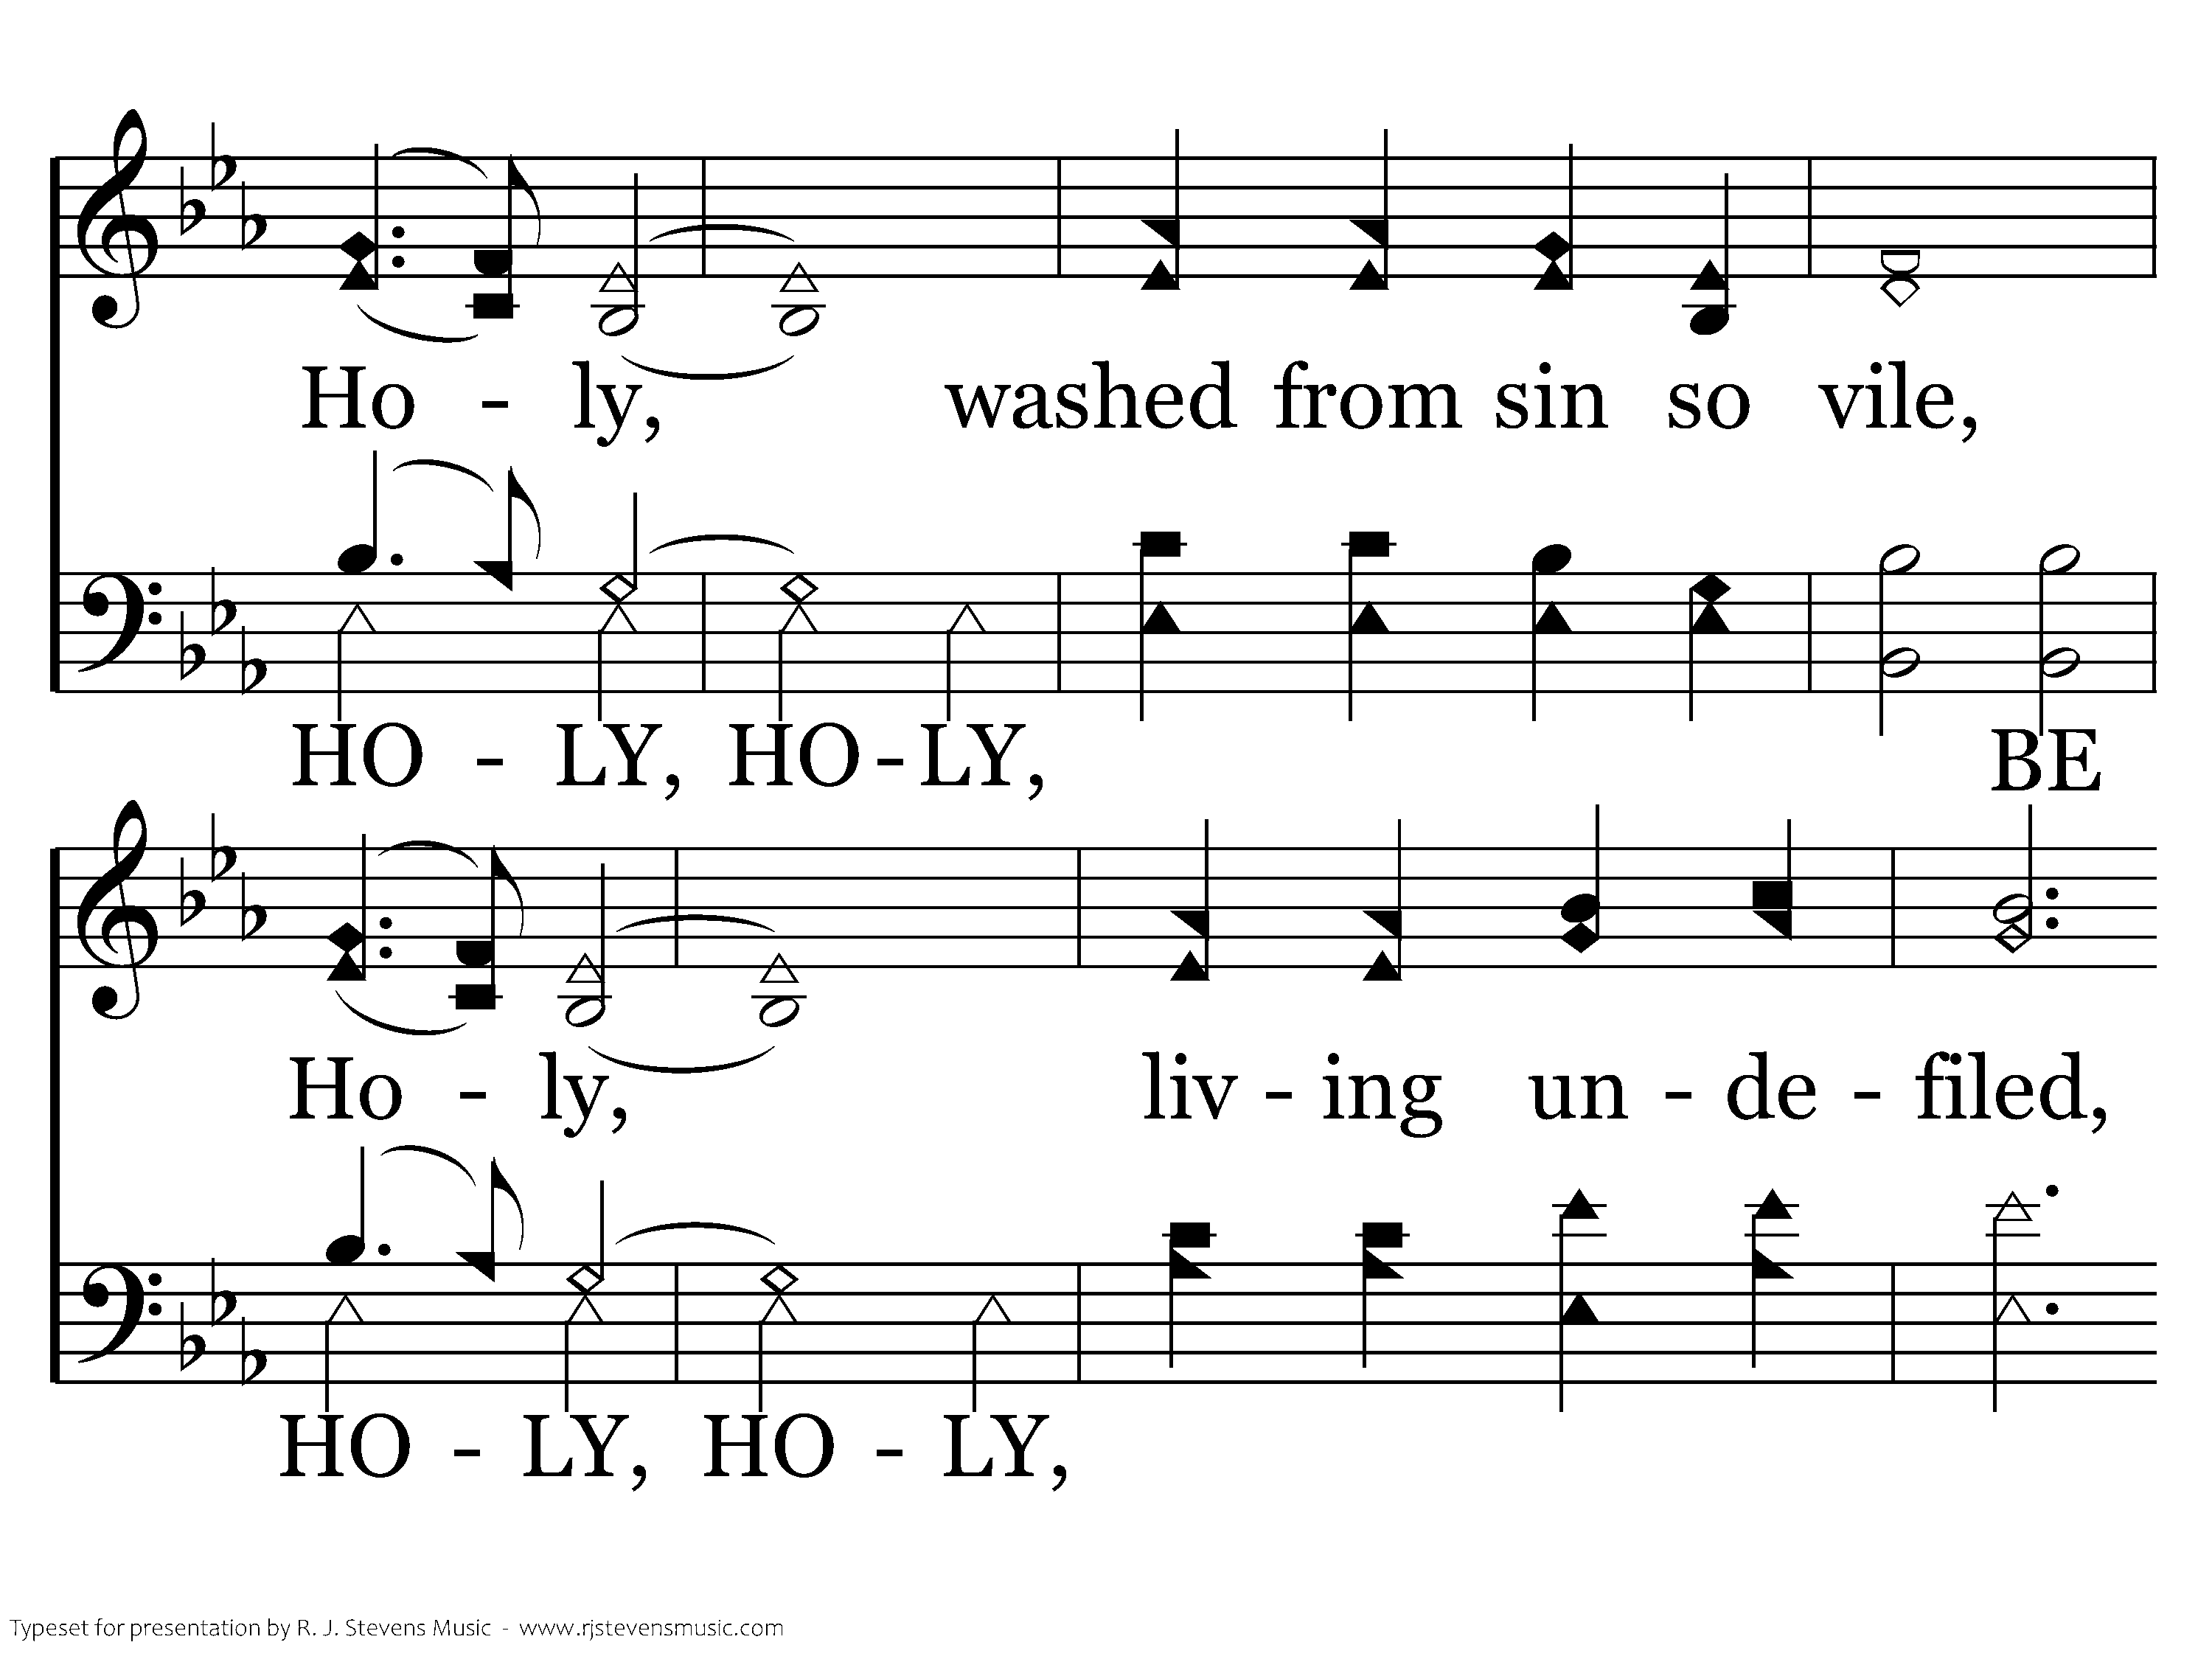 Ho - ly, washed from sin so vile,
HO - LY, HO - LY, BE
Ho - ly, liv - ing un - de - filed,
HO - LY, HO - LY,
Typeset for presentation by R. J. Stevens Music - www.rjstevensmusic.com